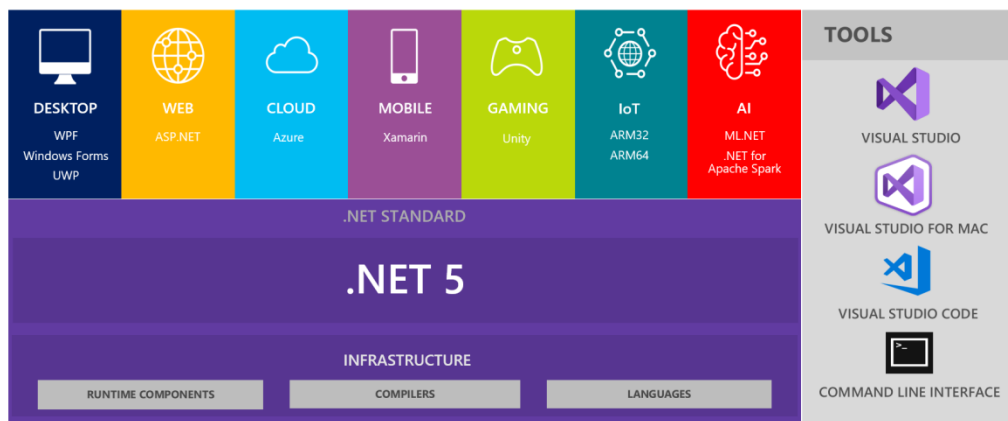 DESKTOP
WPF
Windows Forms
UWP
WEB
ASP.NET
CLOUD
Azure
MOBILE
Xamarin
GAMING
Unity
IoT
ARM32
ARM64
AI
ML.NET
.NET for
Apache Spark
.NET STANDARD
.NET 5
INFRASTRUCTURE
RUNTIME COMPONENTS
COMPILERS
LANGUAGES
TOOLS
VISUAL STUDIO
VISUAL STUDIO FOR MAC
VISUAL STUDIO CODE
>_
COMMAND LINE INTERFACE